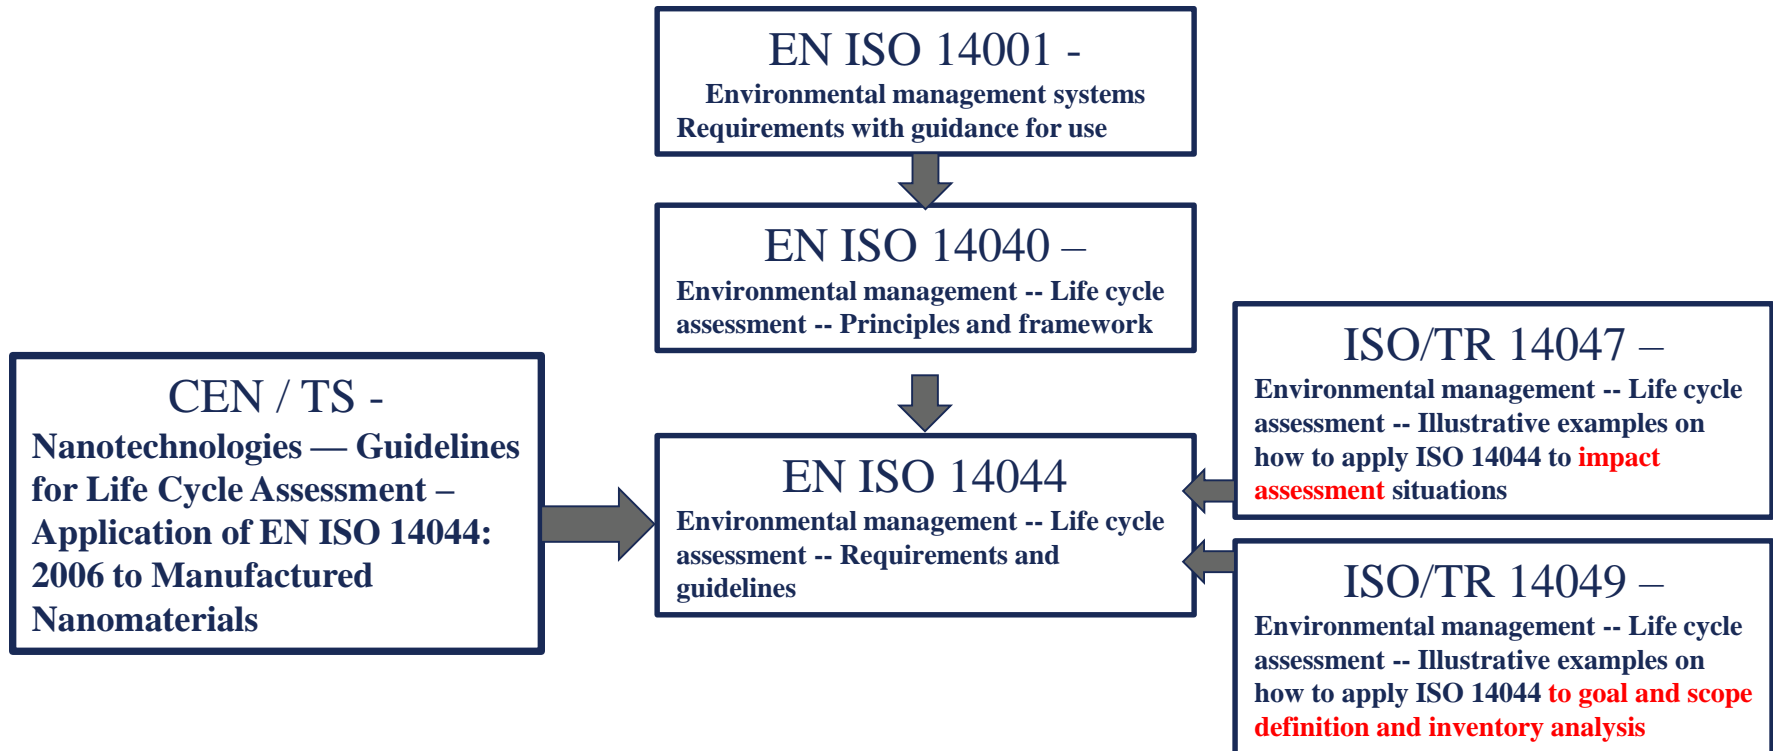 EN ISO 14001 -
Environmental management systems
Requirements with guidance for use
EN ISO 14040 –
Environmental management -- Life cycle
assessment -- Principles and framework
CEN / TS -
Nanotechnologies — Guidelines
for Life Cycle Assessment –
Application of EN ISO 14044:
2006 to Manufactured
Nanomaterials
EN ISO 14044
Environmental management -- Life cycle
assessment -- Requirements and
guidelines
ISO/TR 14047 –
Environmental management -- Life cycle
assessment -- Illustrative examples on
how to apply ISO 14044 to impact
assessment situations
ISO/TR 14049 –
Environmental management -- Life cycle
assessment -- Illustrative examples on
how to apply ISO 14044 to goal and scope
definition and inventory analysis